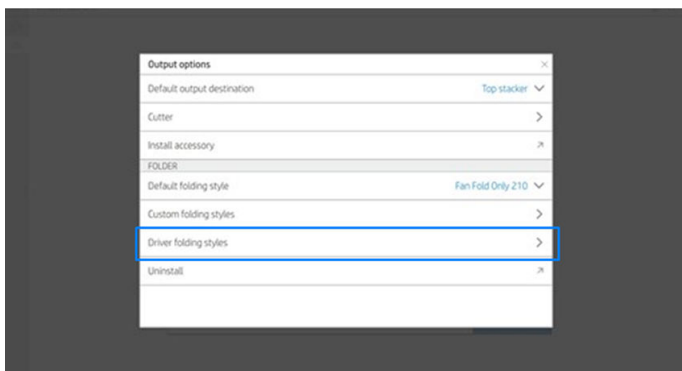 Output options
Default output destination Top stacker
Cutter
Install accessory
FOLDER
Default folding style Fan Fold Only 210
Custom folding styles
Driver folding styles
Uninstall